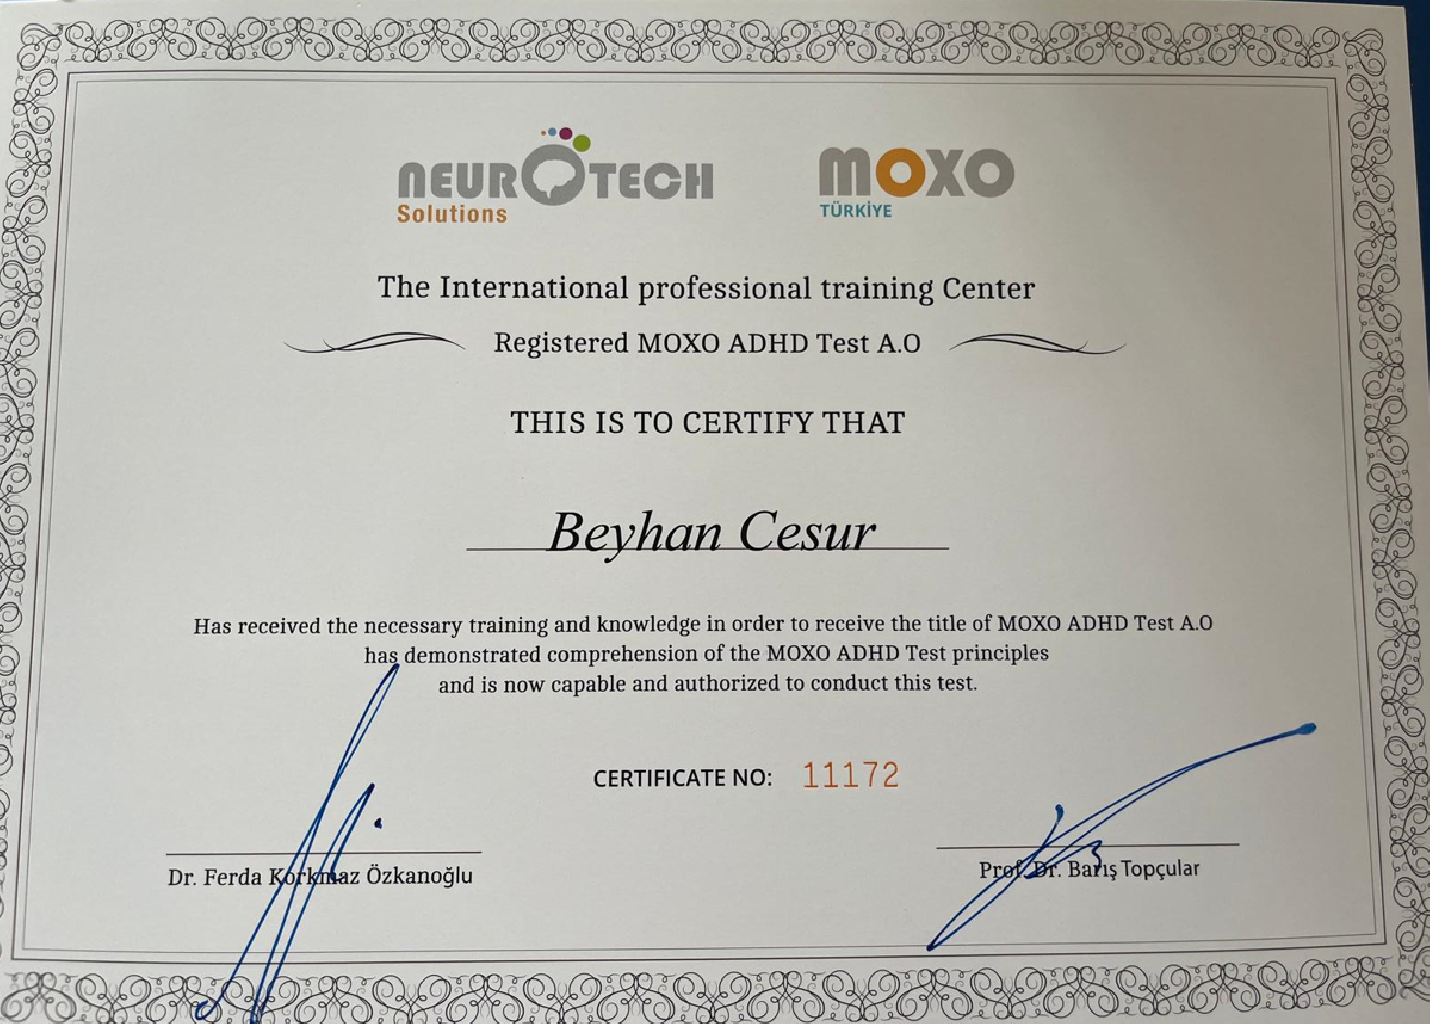 NEUROTECH
Solutions
MOXO
TÜRKİYE
The International professional training Center
Registered MOXO ADHD Test A.O
THIS IS TO CERTIFY THAT
Beyhan Cesur
Has received the necessary training and knowledge in order to receive the title of MOXO ADHD Test A.O
has demonstrated comprehension of the MOXO ADHD Test principles
and is now capable and authorized to conduct this test.
CERTIFICATE NO: 11172
Dr. Ferda Korkmaz Özkanoğlu
Prof. Dr. Barış Topçular